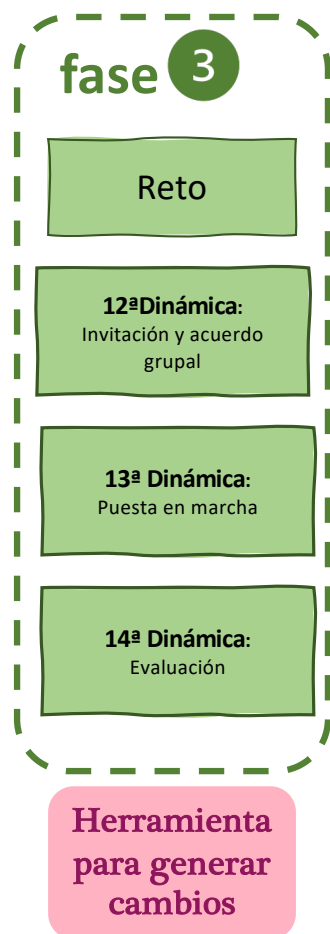 fase 3
Reto
12ªDinámica:
Invitación y acuerdo
grupal
13ª Dinámica:
Puesta en marcha
14ª Dinámica:
Evaluación
Herramienta
para generar
cambios